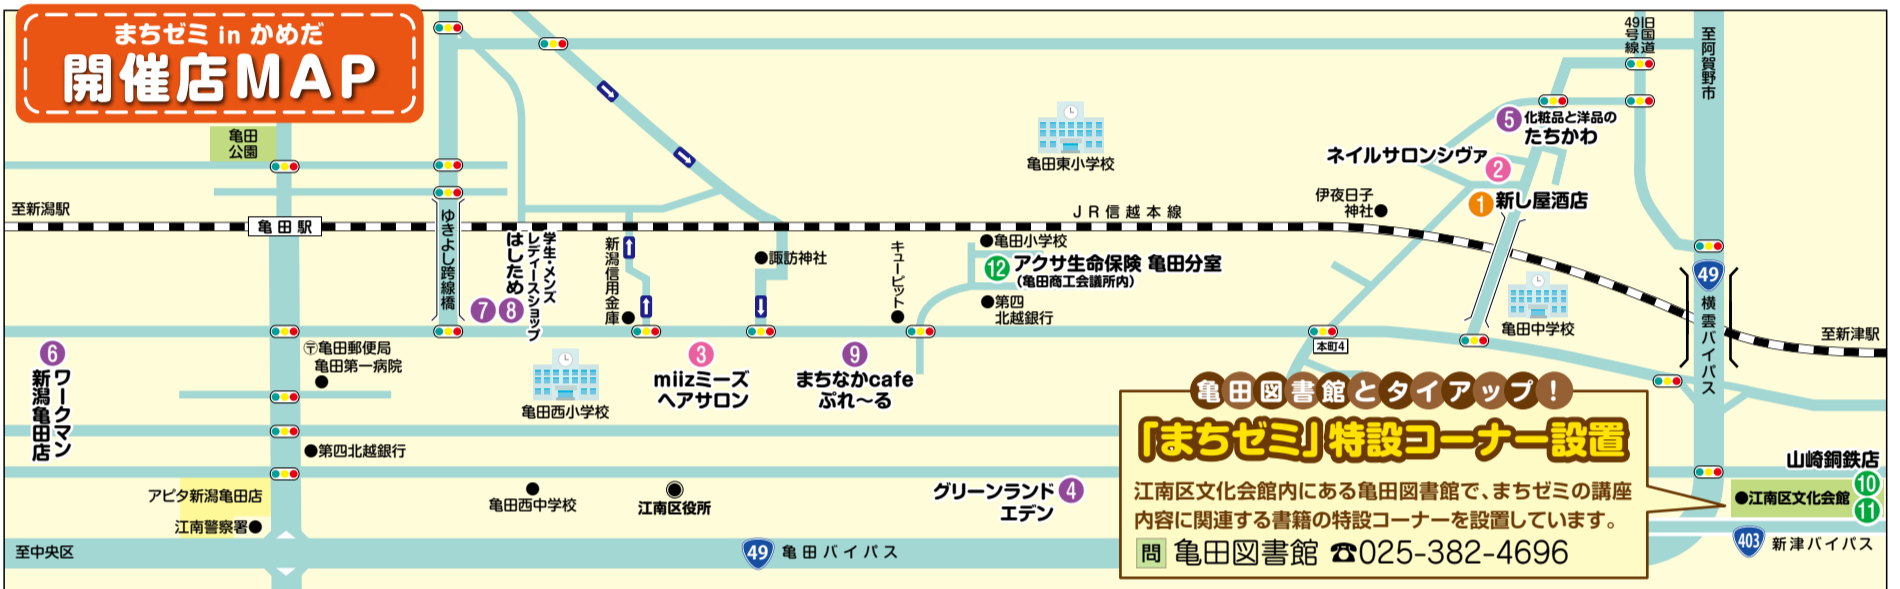 まちゼミ in かめだ
開催店MAP
亀田
公園
至新潟駅
亀田駅
ゆきよし跨線橋
学生・メンズ
レディースショップ
はしため
7
8
新潟信用金庫
諏訪神社
キューピット
JR信越本線
亀田東小学校
亀田小学校
12 アクサ生命保険 亀田分室
(亀田商工会議所内)
第四
北越銀行
旧国道
49号線
至阿賀野市
5 化粧品と洋品の
たちかわ
ネイルサロンシヴァ
2
伊夜日子
神社
1 新し屋酒店
亀田中学校
49
横雲バイパス
至新津駅
本町4
6
ワークマン
新潟亀田店
〒亀田郵便局
亀田第一病院
亀田西小学校
3
miizミーズ
ヘアサロン
9
まちなかcafe
ぷれ〜る
第四北越銀行
アピタ新潟亀田店
江南警察署
亀田西中学校
江南区役所
グリーンランド 4
エデン
至中央区
49 亀田バイパス
亀田図書館とタイアップ!
「まちゼミ」特設コーナー設置
江南区文化会館内にある亀田図書館で、まちゼミの講座
内容に関連する書籍の特設コーナーを設置しています。
問 亀田図書館 ☎025-382-4696
山崎銅鉄店
10
江南区文化会館
11
403 新津バイパス